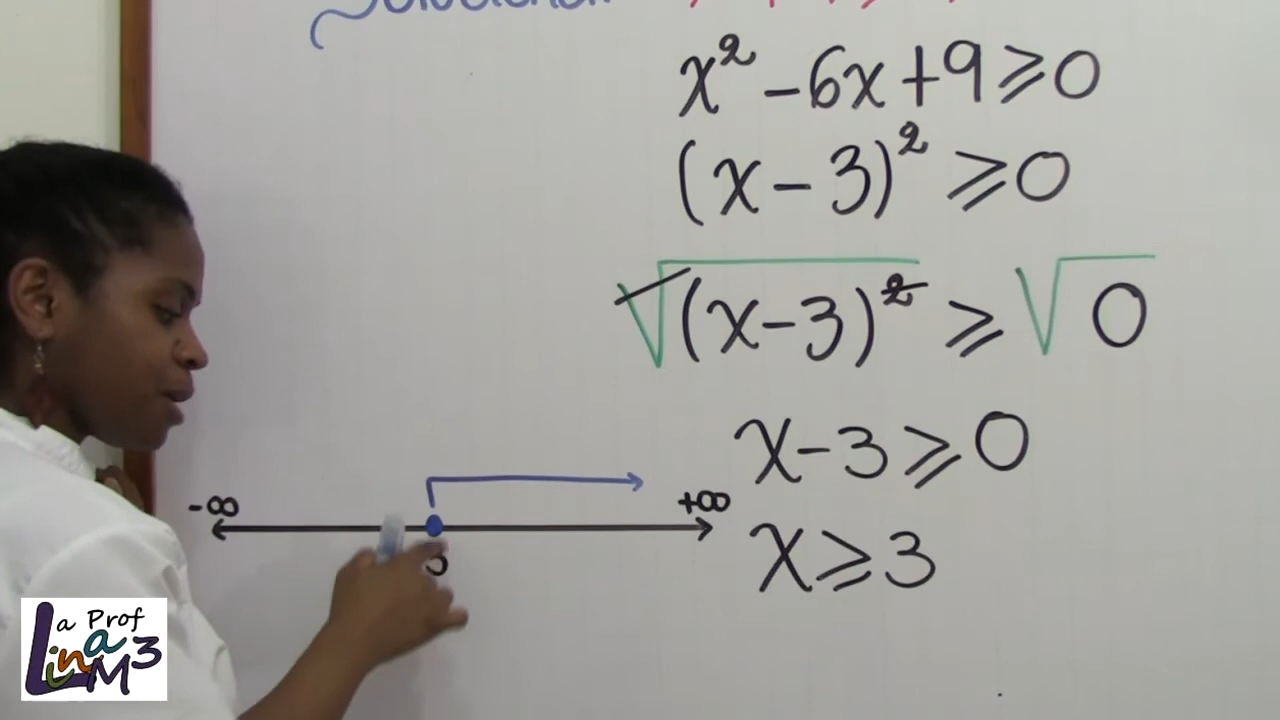 x² - 6x + 9 ⩾ 0
(x - 3)² ⩾ 0
√(x - 3)² ⩾ √0
x - 3 ⩾ 0
x ⩾ 3
-∞ +∞
La Prof
Lina M3